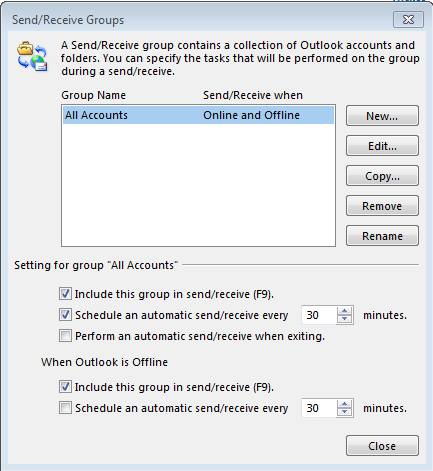 Send/Receive Groups
A Send/Receive group contains a collection of Outlook accounts and
folders. You can specify the tasks that will be performed on the group
during a send/receive.
Group Name Send/Receive when
All Accounts Online and Offline
New...
Edit...
Copy...
Remove
Rename
Setting for group "All Accounts"
Include this group in send/receive (F9).
Schedule an automatic send/receive every 30 minutes.
Perform an automatic send/receive when exiting.
When Outlook is Offline
Include this group in send/receive (F9).
Schedule an automatic send/receive every 30 minutes.
Close